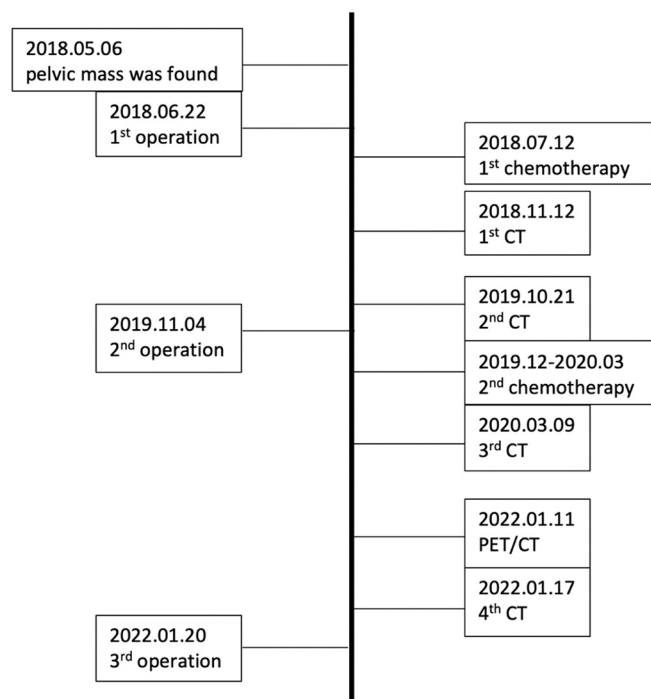 2018.05.06
pelvic mass was found
2018.06.22
1st operation
2018.07.12
1st chemotherapy
2018.11.12
1st CT
2019.10.21
2nd CT
2019.11.04
2nd operation
2019.12-2020.03
2nd chemotherapy
2020.03.09
3rd CT
2022.01.11
PET/CT
2022.01.17
4th CT
2022.01.20
3rd operation